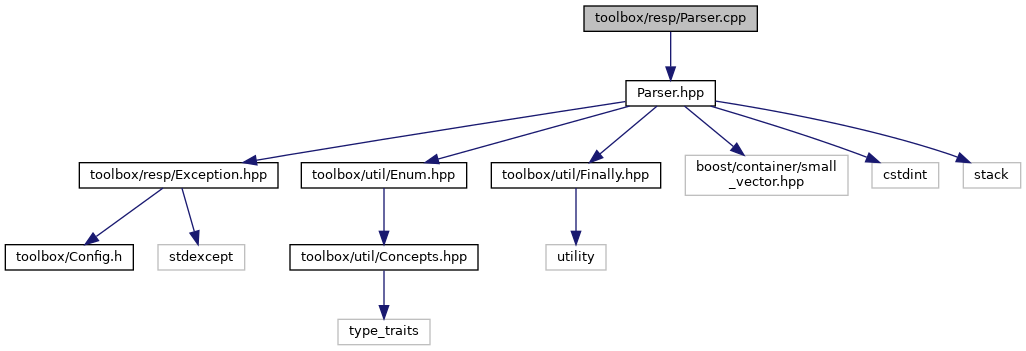 toolbox/resp/Parser.cpp
Parser.hpp
toolbox/resp/Exception.hpp
toolbox/util/Enum.hpp
toolbox/util/Finally.hpp
boost/container/small
_vector.hpp
cstdint
stack
toolbox/Config.h
stdexcept
toolbox/util/Concepts.hpp
utility
type_traits